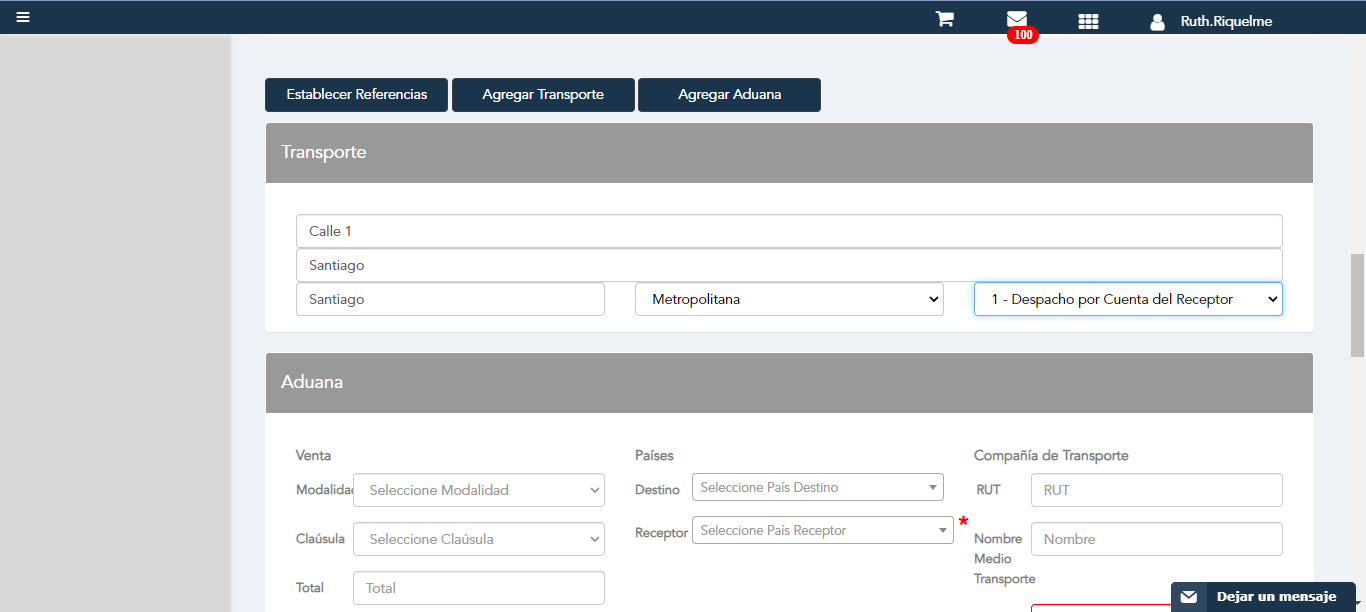 Ruth.Riquelme
100
Establecer Referencias Agregar Transporte Agregar Aduana
Transporte
Calle 1
Santiago
Santiago Metropolitana 1 - Despacho por Cuenta del Receptor
Aduana
Venta Países Compañía de Transporte
Modalidad Seleccione Modalidad Destino Seleccione País Destino RUT RUT
Claúsula Seleccione Claúsula Receptor Seleccione País Receptor * Nombre Nombre
Medio
Transporte
Total Total
Dejar un mensaje